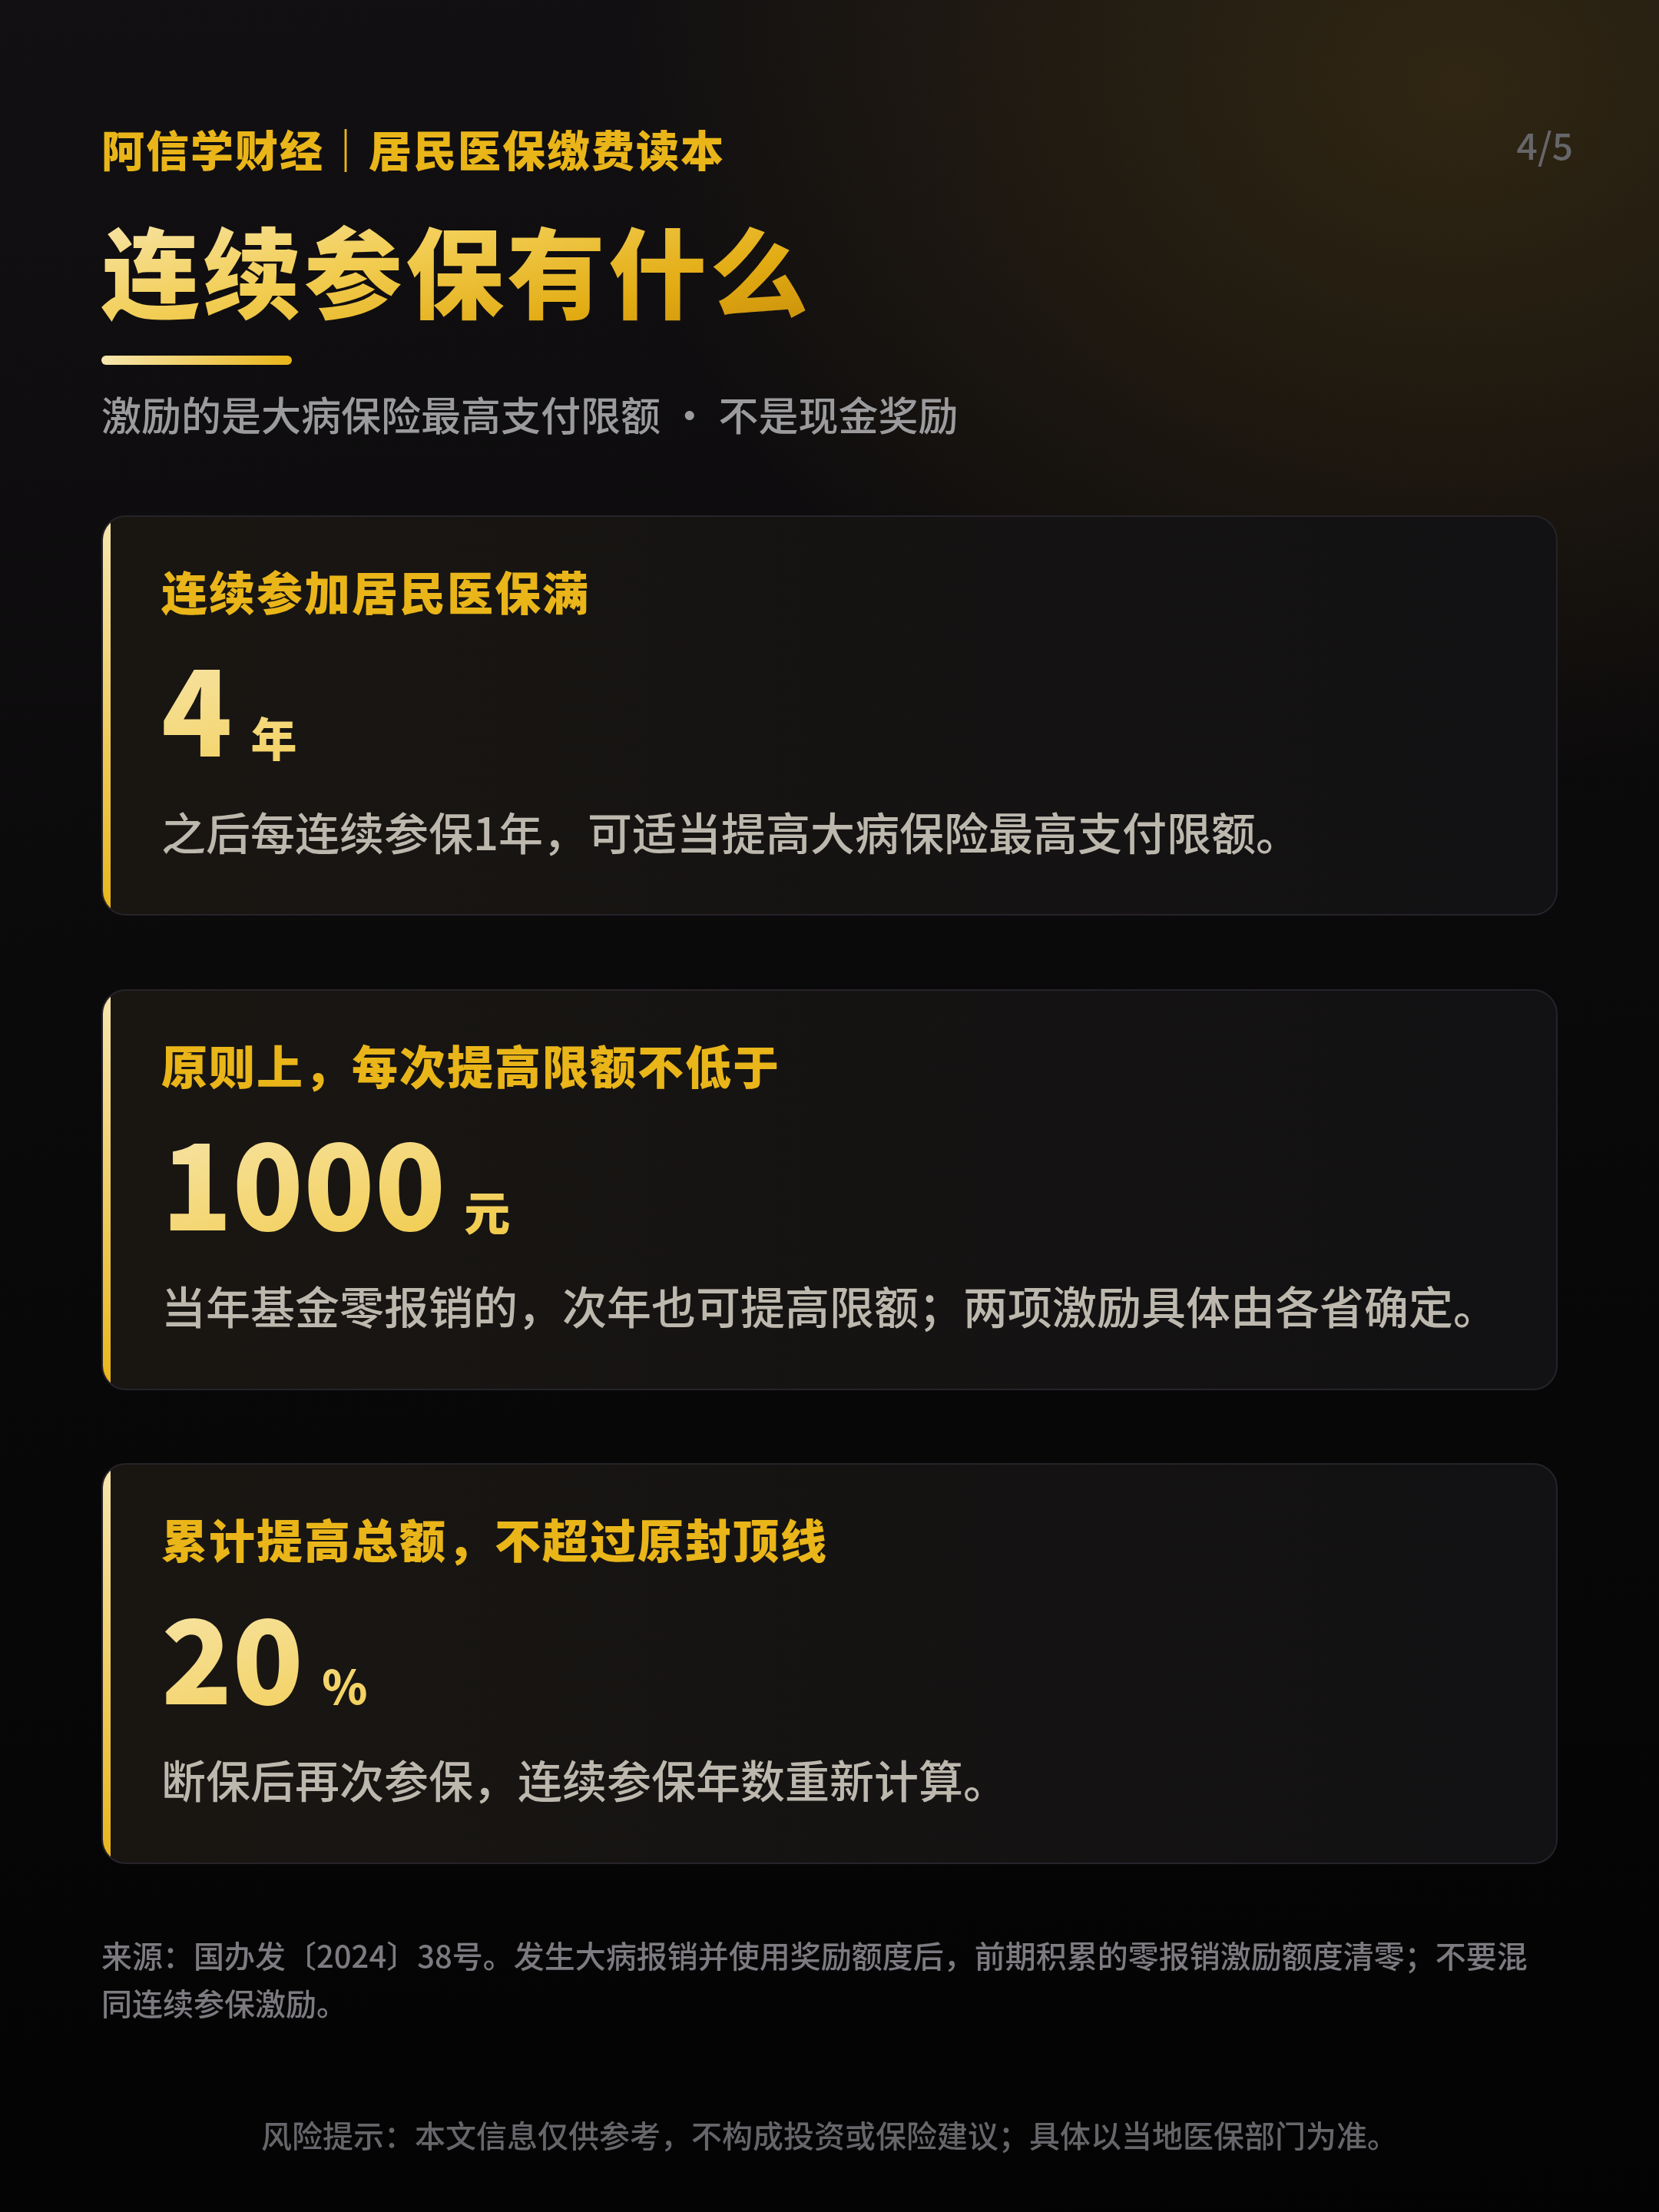 阿信学财经｜居民医保缴费读本
4/5
连续参保有什么
激励的是大病保险最高支付限额 · 不是现金奖励
连续参加居民医保满
4 年
之后每连续参保1年，可适当提高大病保险最高支付限额。
原则上，每次提高限额不低于
1000 元
当年基金零报销的，次年也可提高限额；两项激励具体由各省确定。
累计提高总额，不超过原封顶线
20 %
断保后再次参保，连续参保年数重新计算。
来源：国办发〔2024〕38号。发生大病报销并使用奖励额度后，前期积累的零报销激励额度清零；不要混
同连续参保激励。
风险提示：本文信息仅供参考，不构成投资或保险建议；具体以当地医保部门为准。